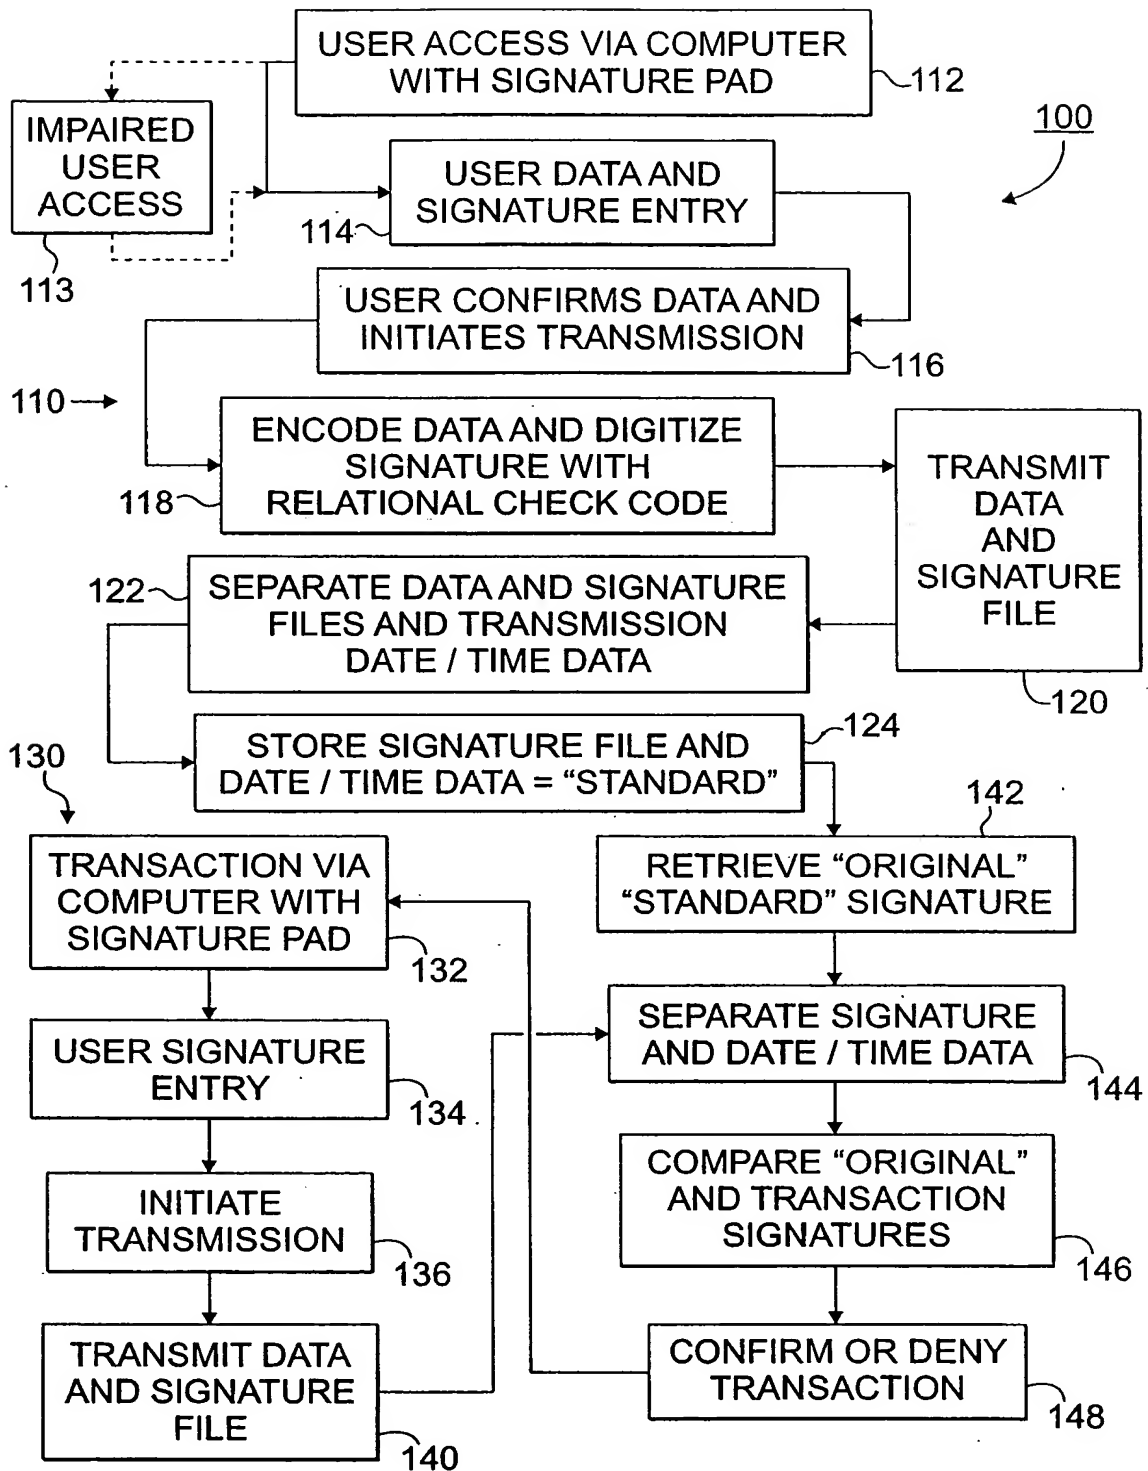 USER ACCESS VIA COMPUTER
WITH SIGNATURE PAD
112
100
IMPAIRED
USER
ACCESS
113
USER DATA AND
SIGNATURE ENTRY
114
USER CONFIRMS DATA AND
INITIATES TRANSMISSION
116
110
ENCODE DATA AND DIGITIZE
SIGNATURE WITH
RELATIONAL CHECK CODE
118
TRANSMIT
DATA
AND
SIGNATURE
FILE
120
122
SEPARATE DATA AND SIGNATURE
FILES AND TRANSMISSION
DATE / TIME DATA
STORE SIGNATURE FILE AND
DATE / TIME DATA = “STANDARD”
124
130
TRANSACTION VIA
COMPUTER WITH
SIGNATURE PAD
132
USER SIGNATURE
ENTRY
134
INITIATE
TRANSMISSION
136
TRANSMIT DATA
AND SIGNATURE
FILE
140
142
RETRIEVE “ORIGINAL”
“STANDARD” SIGNATURE
SEPARATE SIGNATURE
AND DATE / TIME DATA
144
COMPARE “ORIGINAL”
AND TRANSACTION
SIGNATURES
146
CONFIRM OR DENY
TRANSACTION
148